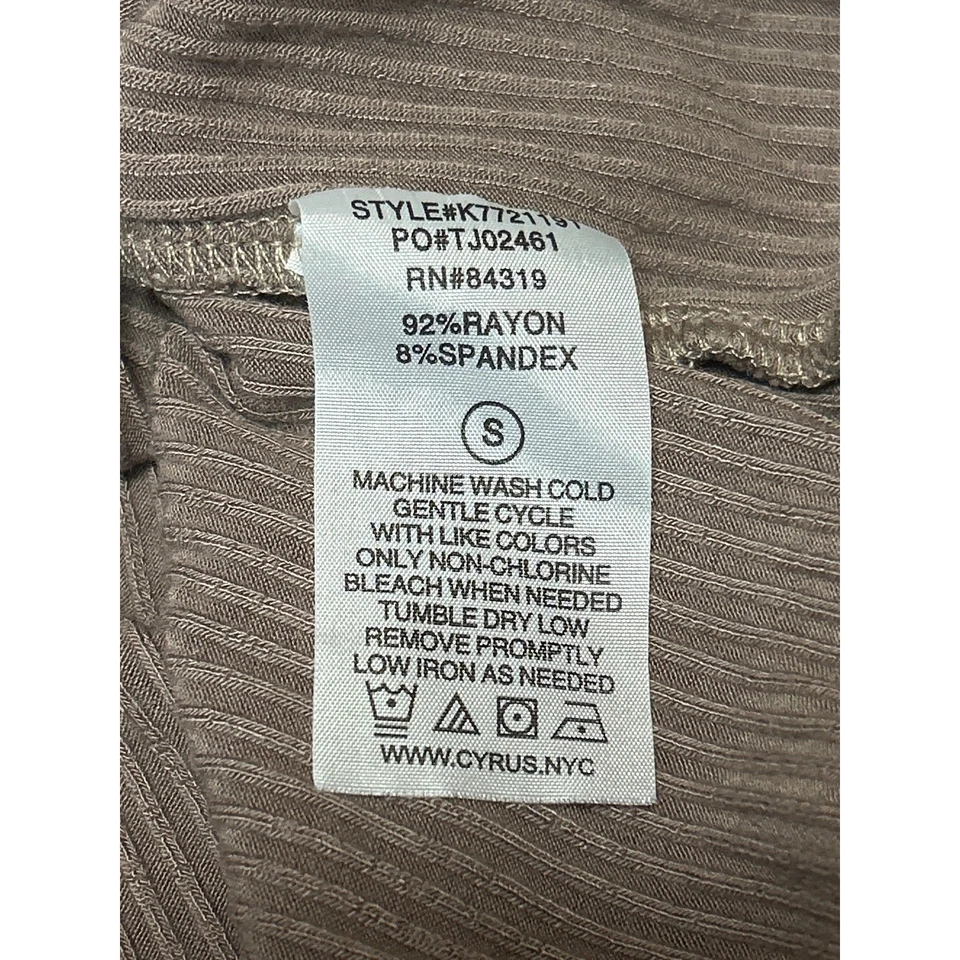 STYLE#K7721191
PO#TJ02461
RN#84319
92%RAYON
8%SPANDEX
S
MACHINE WASH COLD
GENTLE CYCLE
WITH LIKE COLORS
ONLY NON-CHLORINE
BLEACH WHEN NEEDED
TUMBLE DRY LOW
REMOVE PROMPTLY
LOW IRON AS NEEDED
WWW.CYRUS.NYC